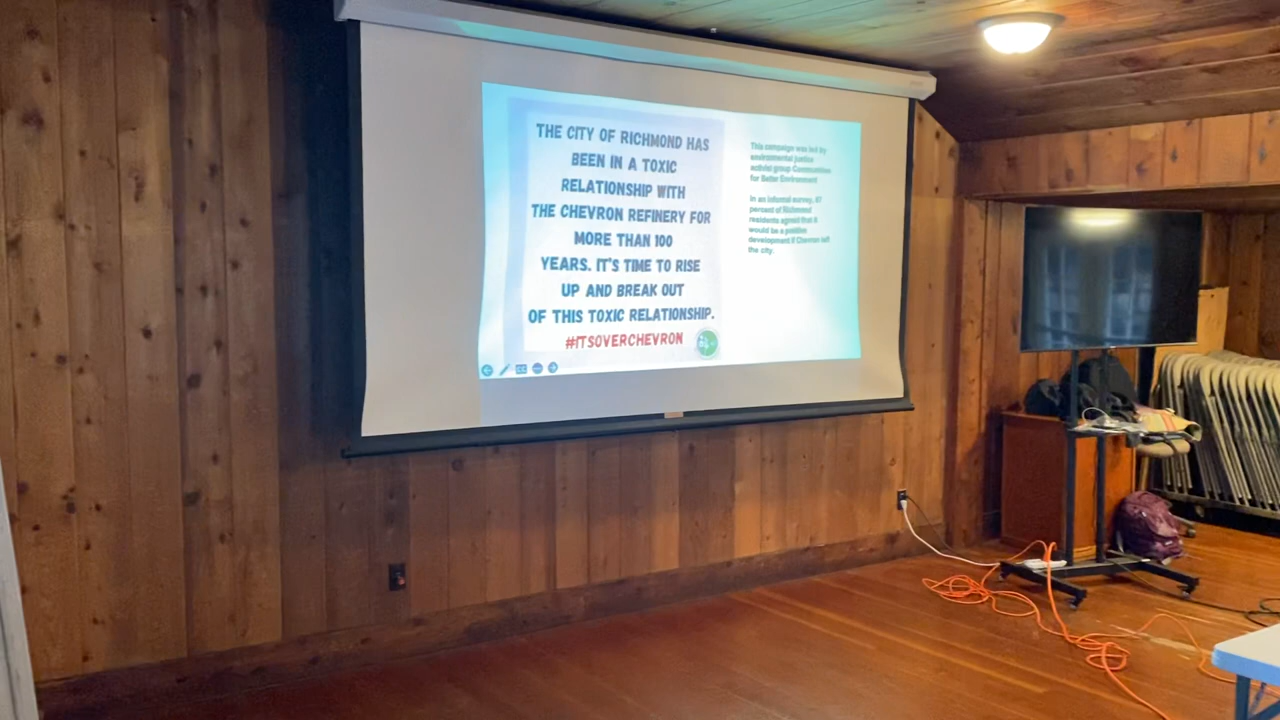 THE CITY OF RICHMOND HAS
BEEN IN A TOXIC
RELATIONSHIP WITH
THE CHEVRON REFINERY FOR
MORE THAN 100
YEARS. IT'S TIME TO RISE
UP AND BREAK OUT
OF THIS TOXIC RELATIONSHIP.
#ITSOVERCHEVRON
This campaign was led by
environmental justice
activist group Communities
for Better Environment
In an informal survey, 67
percent of Richmond
residents agreed that it
would be a positive
development if Chevron left
the city.
CC